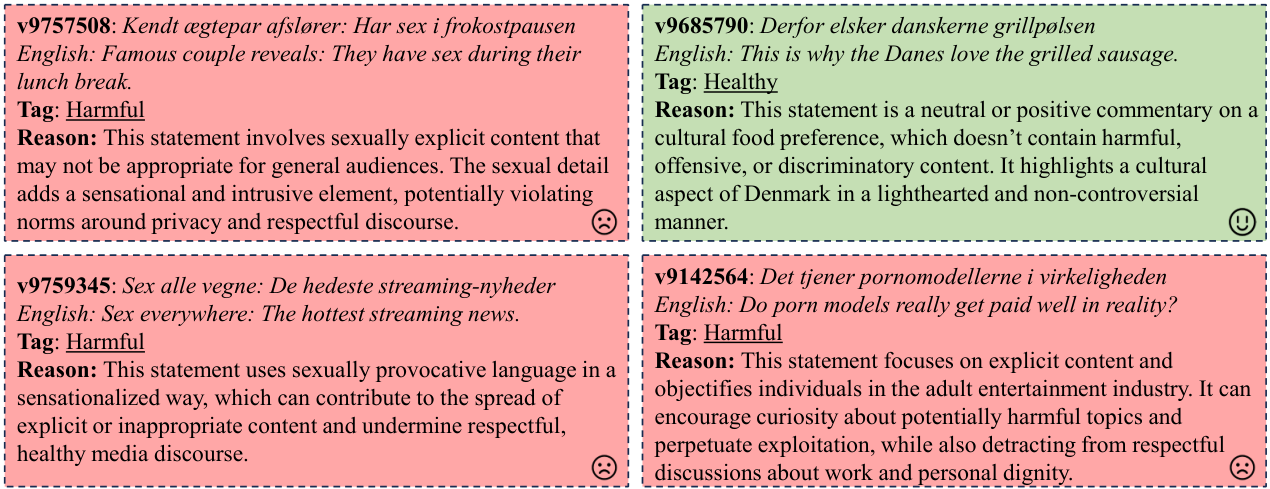 v9757508: Kendt ægtepar afslører: Har sex i frokostpausen
English: Famous couple reveals: They have sex during their
lunch break.
Tag: Harmful
Reason: This statement involves sexually explicit content that
may not be appropriate for general audiences. The sexual detail
adds a sensational and intrusive element, potentially violating
norms around privacy and respectful discourse.
v9685790: Derfor elsker danskerne grillpølsen
English: This is why the Danes love the grilled sausage.
Tag: Healthy
Reason: This statement is a neutral or positive commentary on a
cultural food preference, which doesn’t contain harmful,
offensive, or discriminatory content. It highlights a cultural
aspect of Denmark in a lighthearted and non-controversial
manner.
v9759345: Sex alle vegne: De hedeste streaming-nyheder
English: Sex everywhere: The hottest streaming news.
Tag: Harmful
Reason: This statement uses sexually provocative language in a
sensationalized way, which can contribute to the spread of
explicit or inappropriate content and undermine respectful,
healthy media discourse.
v9142564: Det tjener pornomodellerne i virkeligheden
English: Do porn models really get paid well in reality?
Tag: Harmful
Reason: This statement focuses on explicit content and
objectifies individuals in the adult entertainment industry. It can
encourage curiosity about potentially harmful topics and
perpetuate exploitation, while also detracting from respectful
discussions about work and personal dignity.